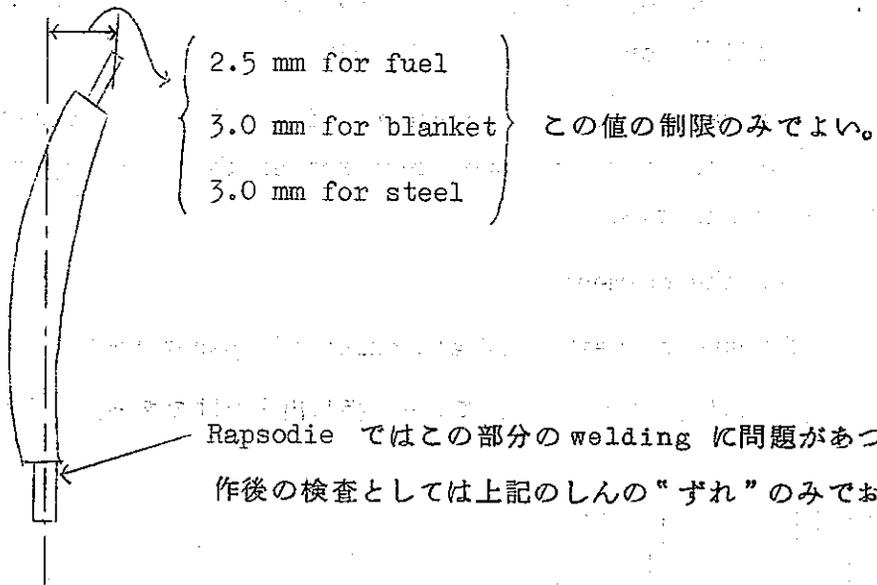 2.5 mm for fuel
3.0 mm for blanket この値の制限のみでよい。
3.0 mm for steel
Rapsodie ではこの部分の welding に問題があつ
作後の検査としては上記のしんの“ずれ”のみでお